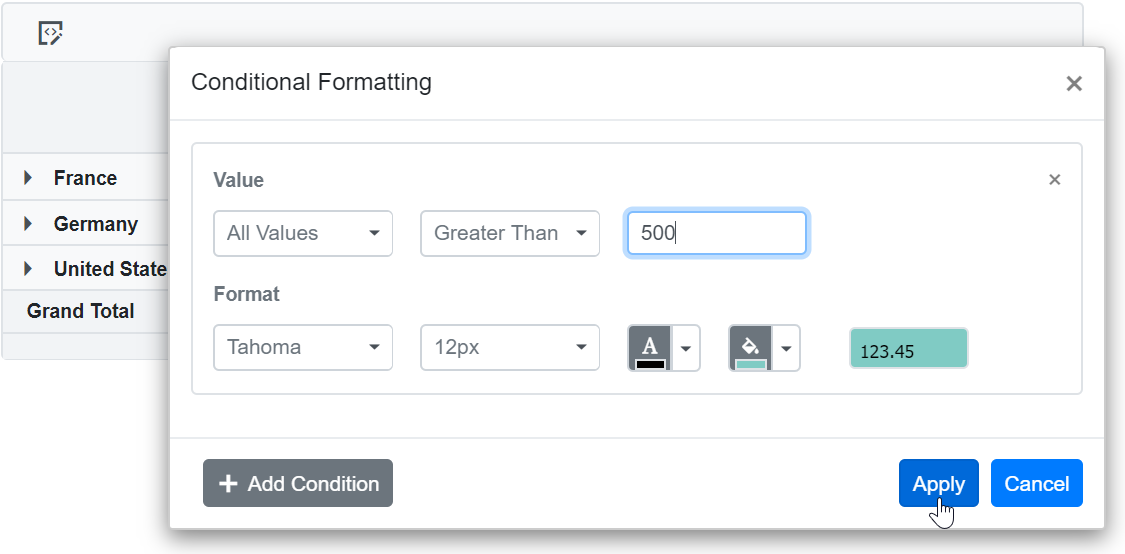 Conditional Formatting
Value
All Values Greater Than 500
Format
Tahoma 12px A 123.45
Add Condition Apply Cancel
France
Germany
United State
Grand Total